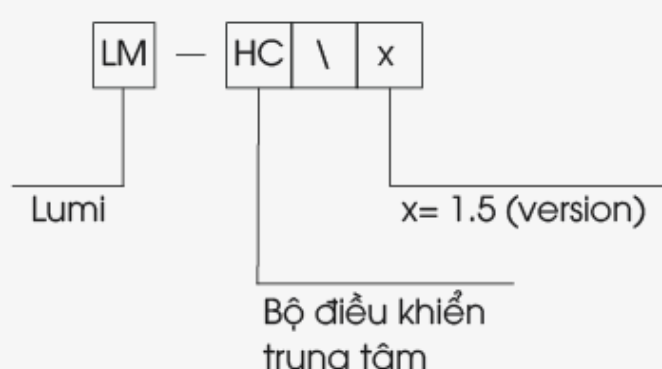 LM – HC \ x
Lumi
x= 1.5 (version)
Bộ điều khiển
trung tâm